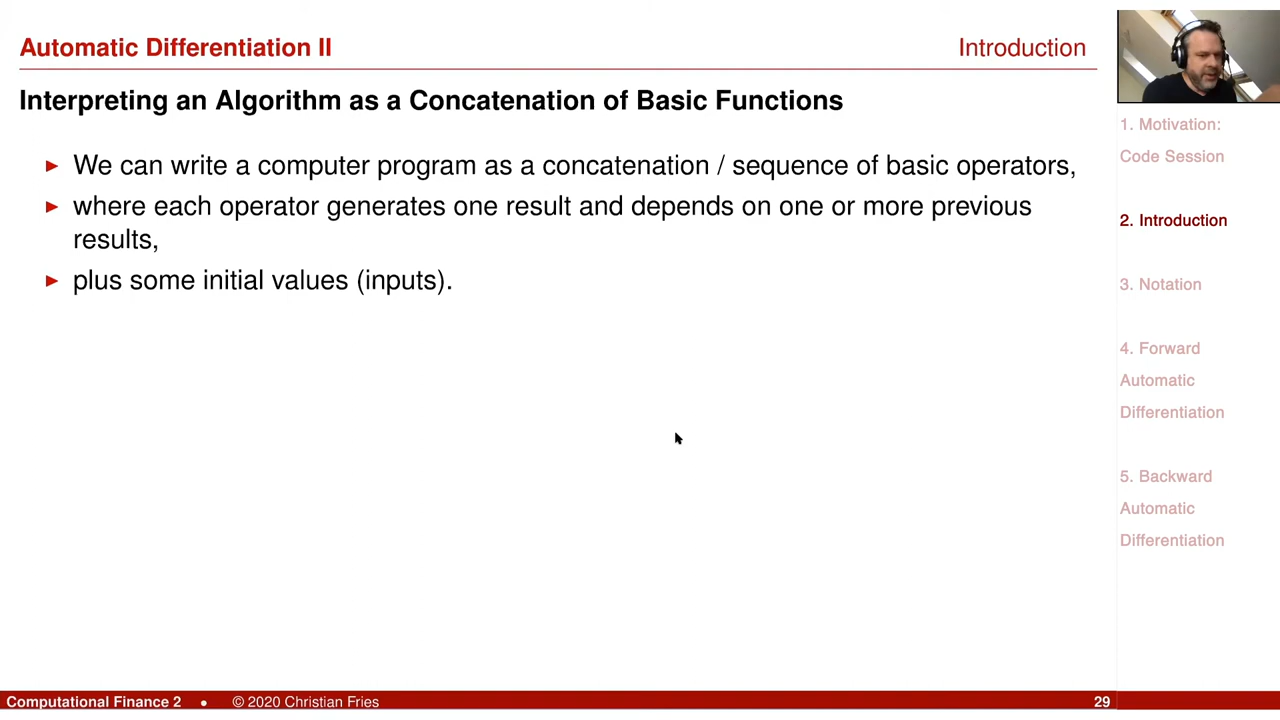 Automatic Differentiation II
Introduction
Interpreting an Algorithm as a Concatenation of Basic Functions
We can write a computer program as a concatenation / sequence of basic operators,
where each operator generates one result and depends on one or more previous
results,
plus some initial values (inputs).
1. Motivation:
Code Session
2. Introduction
3. Notation
4. Forward
Automatic
Differentiation
5. Backward
Automatic
Differentiation
Computational Finance 2 • © 2020 Christian Fries
29